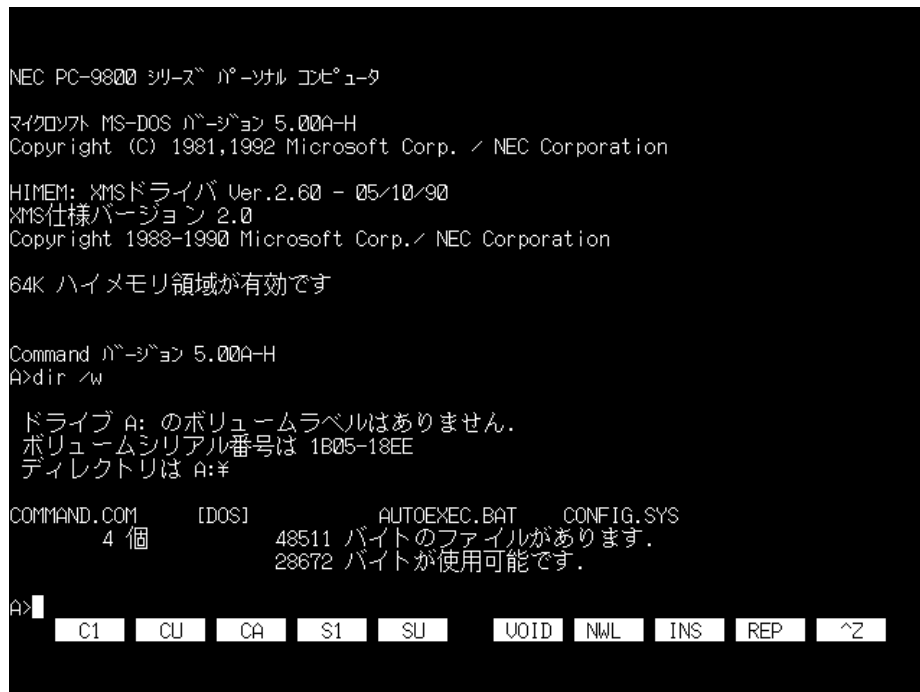 NEC PC-9800 シリーズ パーソナル コンピュータ
マイクロソフト MS-DOS バージョン 5.00A-H
Copyright (C) 1981,1992 Microsoft Corp. / NEC Corporation
HIMEM: XMSドライバ Ver.2.60 - 05/10/90
XMS仕様バージョン 2.0
Copyright 1988-1990 Microsoft Corp./ NEC Corporation
64K ハイメモリ領域が有効です
Command バージョン 5.00A-H
A>dir /w
ドライブ A: のボリュームラベルはありません.
ボリュームシリアル番号は 1B05-18EE
ディレクトリは A:¥
COMMAND.COM [DOS] AUTOEXEC.BAT CONFIG.SYS
4 個 48511 バイトのファイルがあります.
28672 バイトが使用可能です.
A>
C1 CU CA S1 SU VOID NWL INS REP ^Z